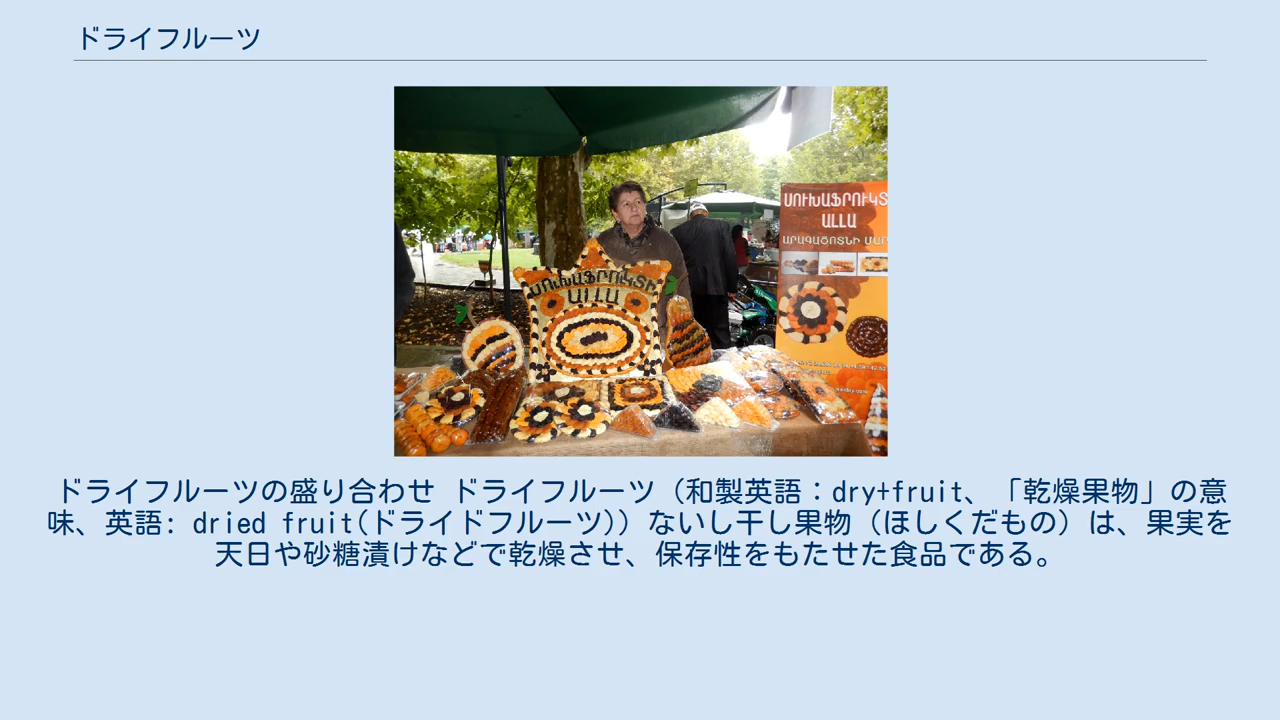 ドライフルーツ
ՍՈՒԽԱՖՐՈՒԿՏ
ԱԼԼԱ
ՍՈՒԽԱՖՐՈՒԿՏԻ
ԱԼԼԱ
ドライフルーツの盛り合わせ ドライフルーツ（和製英語：dry+fruit、「乾燥果物」の意
味、英語: dried fruit(ドライドフルーツ)）ないし干し果物（ほしくだもの）は、果実を
天日や砂糖漬けなどで乾燥させ、保存性をもたせた食品である。